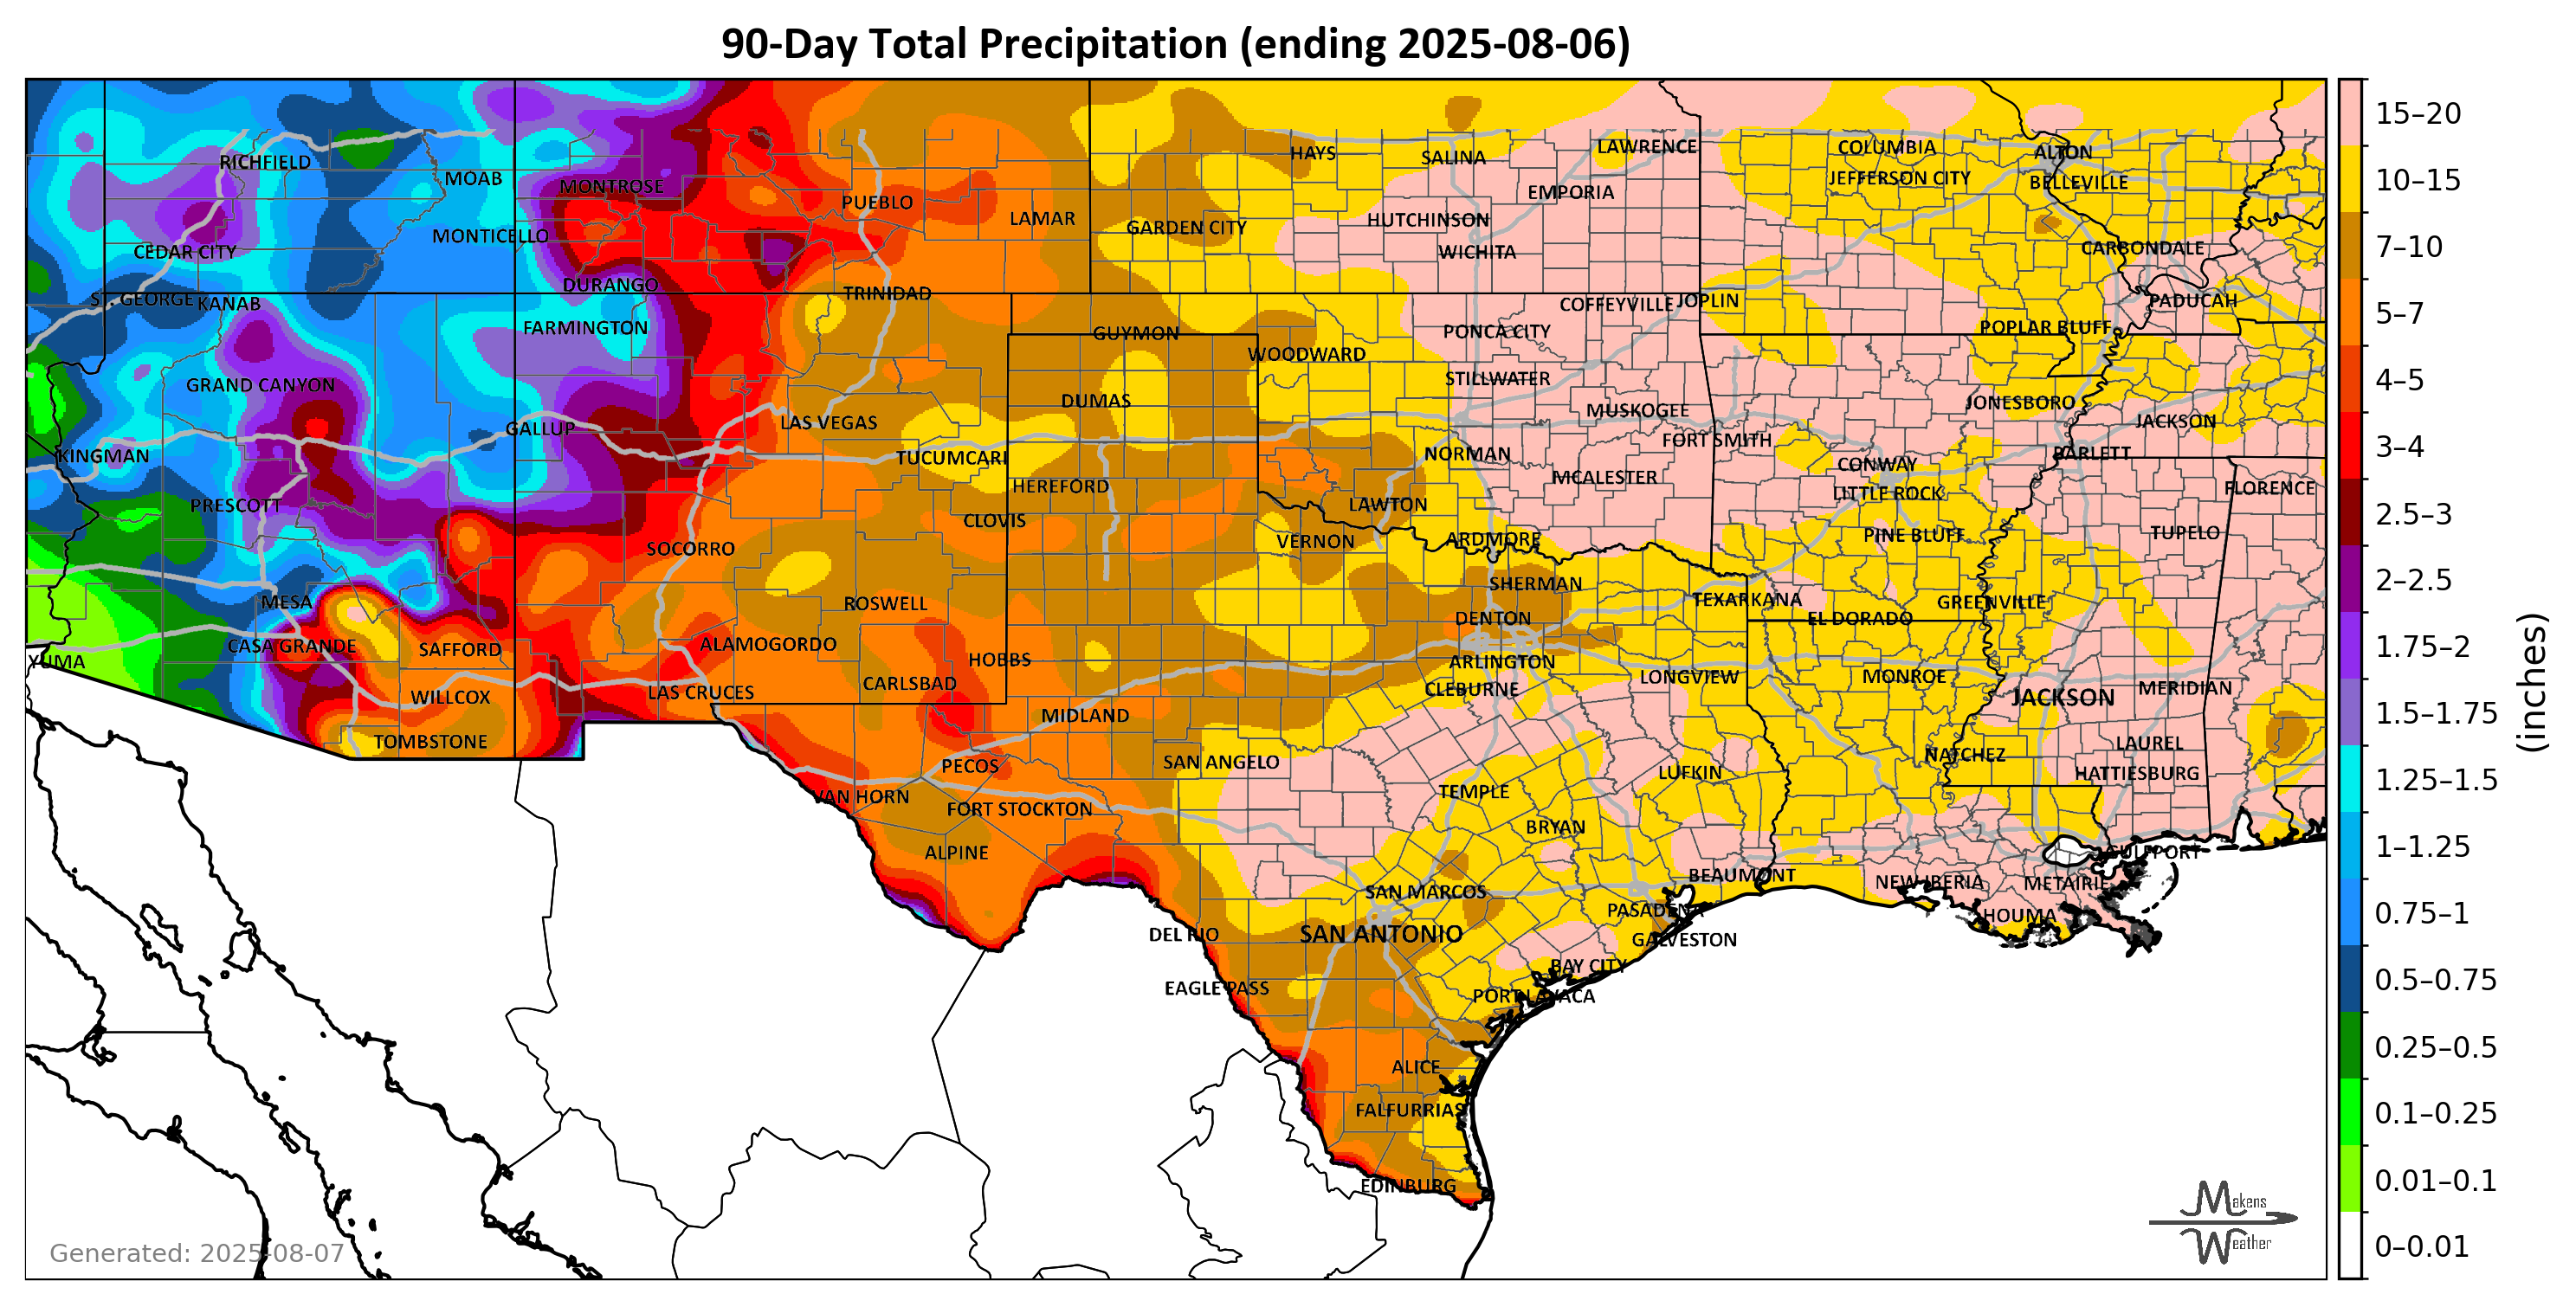 90-Day Total Precipitation (ending 2025-08-06)
RICHFIELD
MOAB
MONTROSE
PUEBLO
LAMAR
HAYS
SALINA
LAWRENCE
COLUMBIA
ALTON
JEFFERSON CITY
BELLEVILLE
EMPORIA
HUTCHINSON
GARDEN CITY
WICHITA
CEDAR CITY
MONTICELLO
CARBONDALE
DURANGO
TRINIDAD
GEORGE
KANAB
COFFEYVILLE
JOPLIN
PADUCAH
FARMINGTON
GUYMON
PONCA CITY
POPLAR BLUFF
WOODWARD
GRAND CANYON
STILLWATER
DUMAS
MUSKOGEE
JONESBORO
JACKSON
GALLUP
LAS VEGAS
FORT SMITH
KINGMAN
TUCUMCARI
NORMAN
BARLETT
CONWAY
MCALESTER
HEREFORD
LITTLE ROCK
FLORENCE
PRESCOTT
LAWTON
CLOVIS
TUPELO
PINE BLUFF
VERNON
ARDMORE
SOCORRO
SHERMAN
MESA
ROSWELL
TEXARKANA
GREENVILLE
DENTON
EL DORADO
CASA GRANDE
SAFFORD
ALAMOGORDO
HOBBS
ARLINGTON
YUMA
LONGVIEW
MONROE
CLEBURNE
CARLSBAD
LAS CRUCES
WILLCOX
JACKSON
MERIDIAN
MIDLAND
TOMBSTONE
LAUREL
NATCHEZ
SAN ANGELO
PECOS
LUFKIN
HATTIESBURG
TEMPLE
VAN HORN
FORT STOCKTON
BRYAN
ALPINE
GULFPORT
BEAUMONT
NEW IBERIA
METAIRIE
SAN MARCOS
PASADENA
HOUMA
DEL RIO
SAN ANTONIO
GALVESTON
BAY CITY
EAGLE PASS
PORT LAVACA
ALICE
FALFURRIAS
EDINBURG
Generated: 2025-08-07
Makens
Weather
15–20
10–15
7–10
5–7
4–5
3–4
2.5–3
2–2.5
1.75–2
1.5–1.75
1.25–1.5
1–1.25
0.75–1
0.5–0.75
0.25–0.5
0.1–0.25
0.01–0.1
0–0.01
(inches)